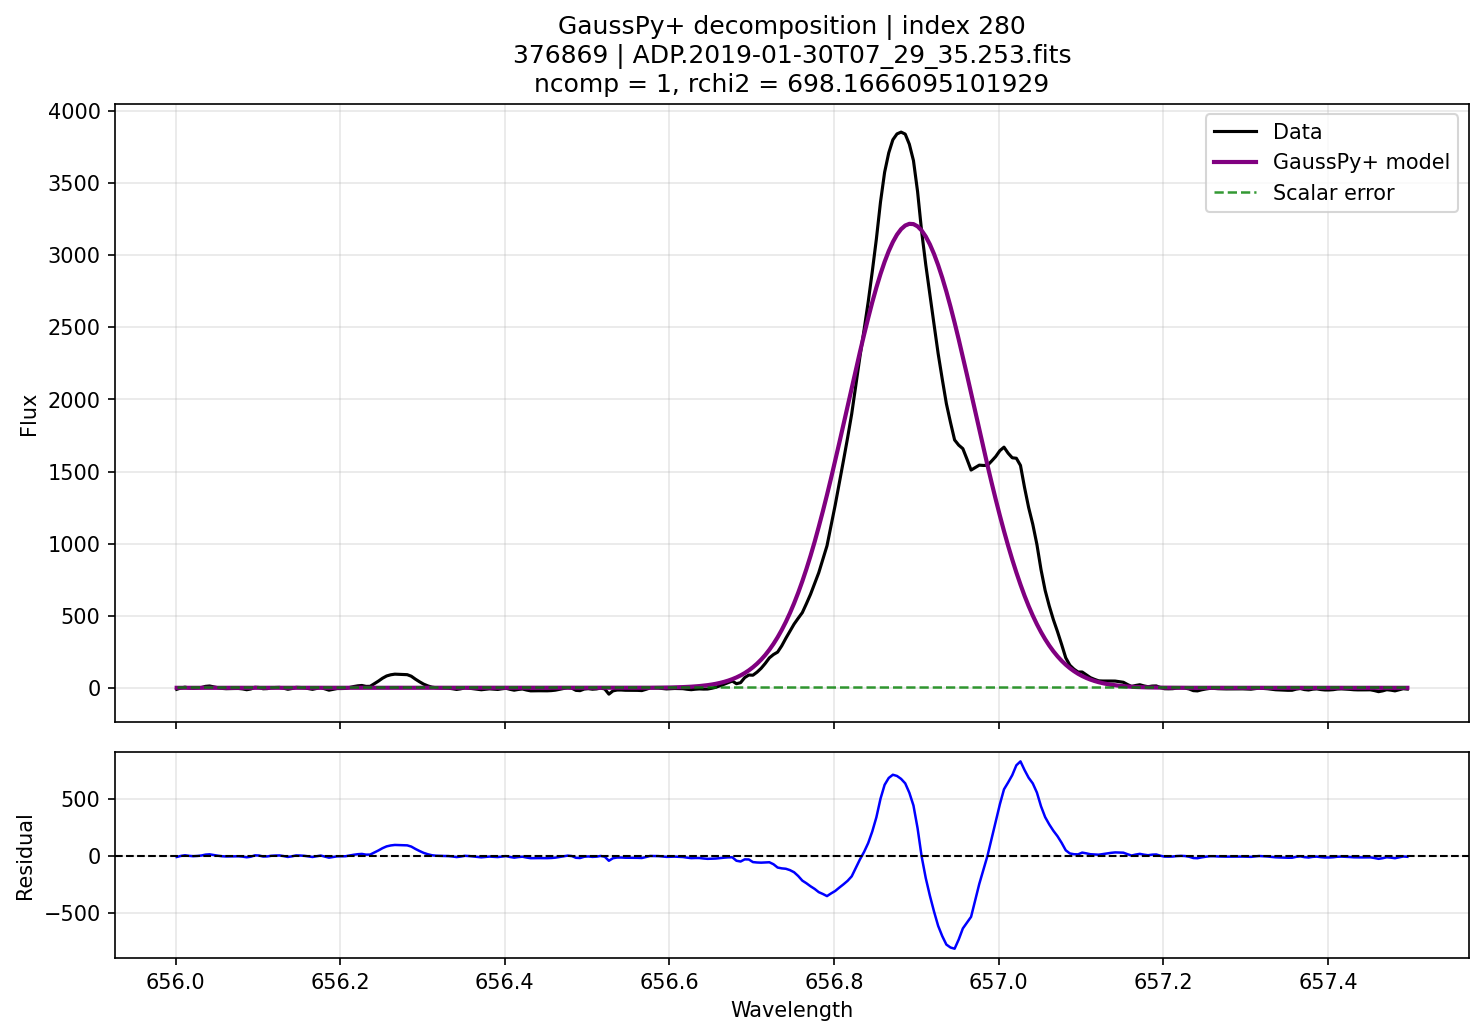 GaussPy+ decomposition | index 280
376869 | ADP.2019-01-30T07_29_35.253.fits
ncomp = 1, rchi2 = 698.1666095101929
4000
3500
3000
2500
2000
1500
1000
500
0
Flux
Data
GaussPy+ model
Scalar error
500
0
−500
Residual
656.0
656.2
656.4
656.6
656.8
657.0
657.2
657.4
Wavelength